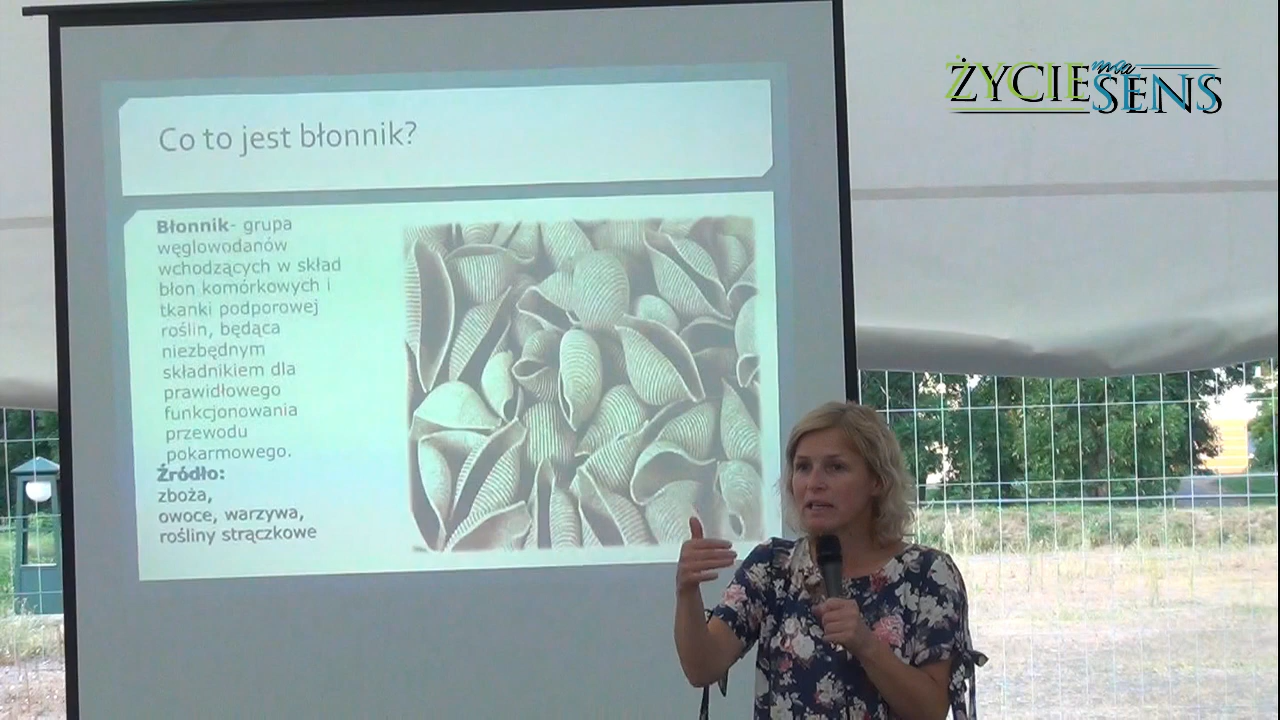 ŻYCIE ma SENS
Co to jest błonnik?
Błonnik- grupa
węglowodanów
wchodzących w skład
błon komórkowych i
tkanki podporowej
roślin, będąca
niezbędnym
składnikiem dla
prawidłowego
funkcjonowania
przewodu
pokarmowego.
Źródło:
zboża,
owoce, warzywa,
rośliny strączkowe